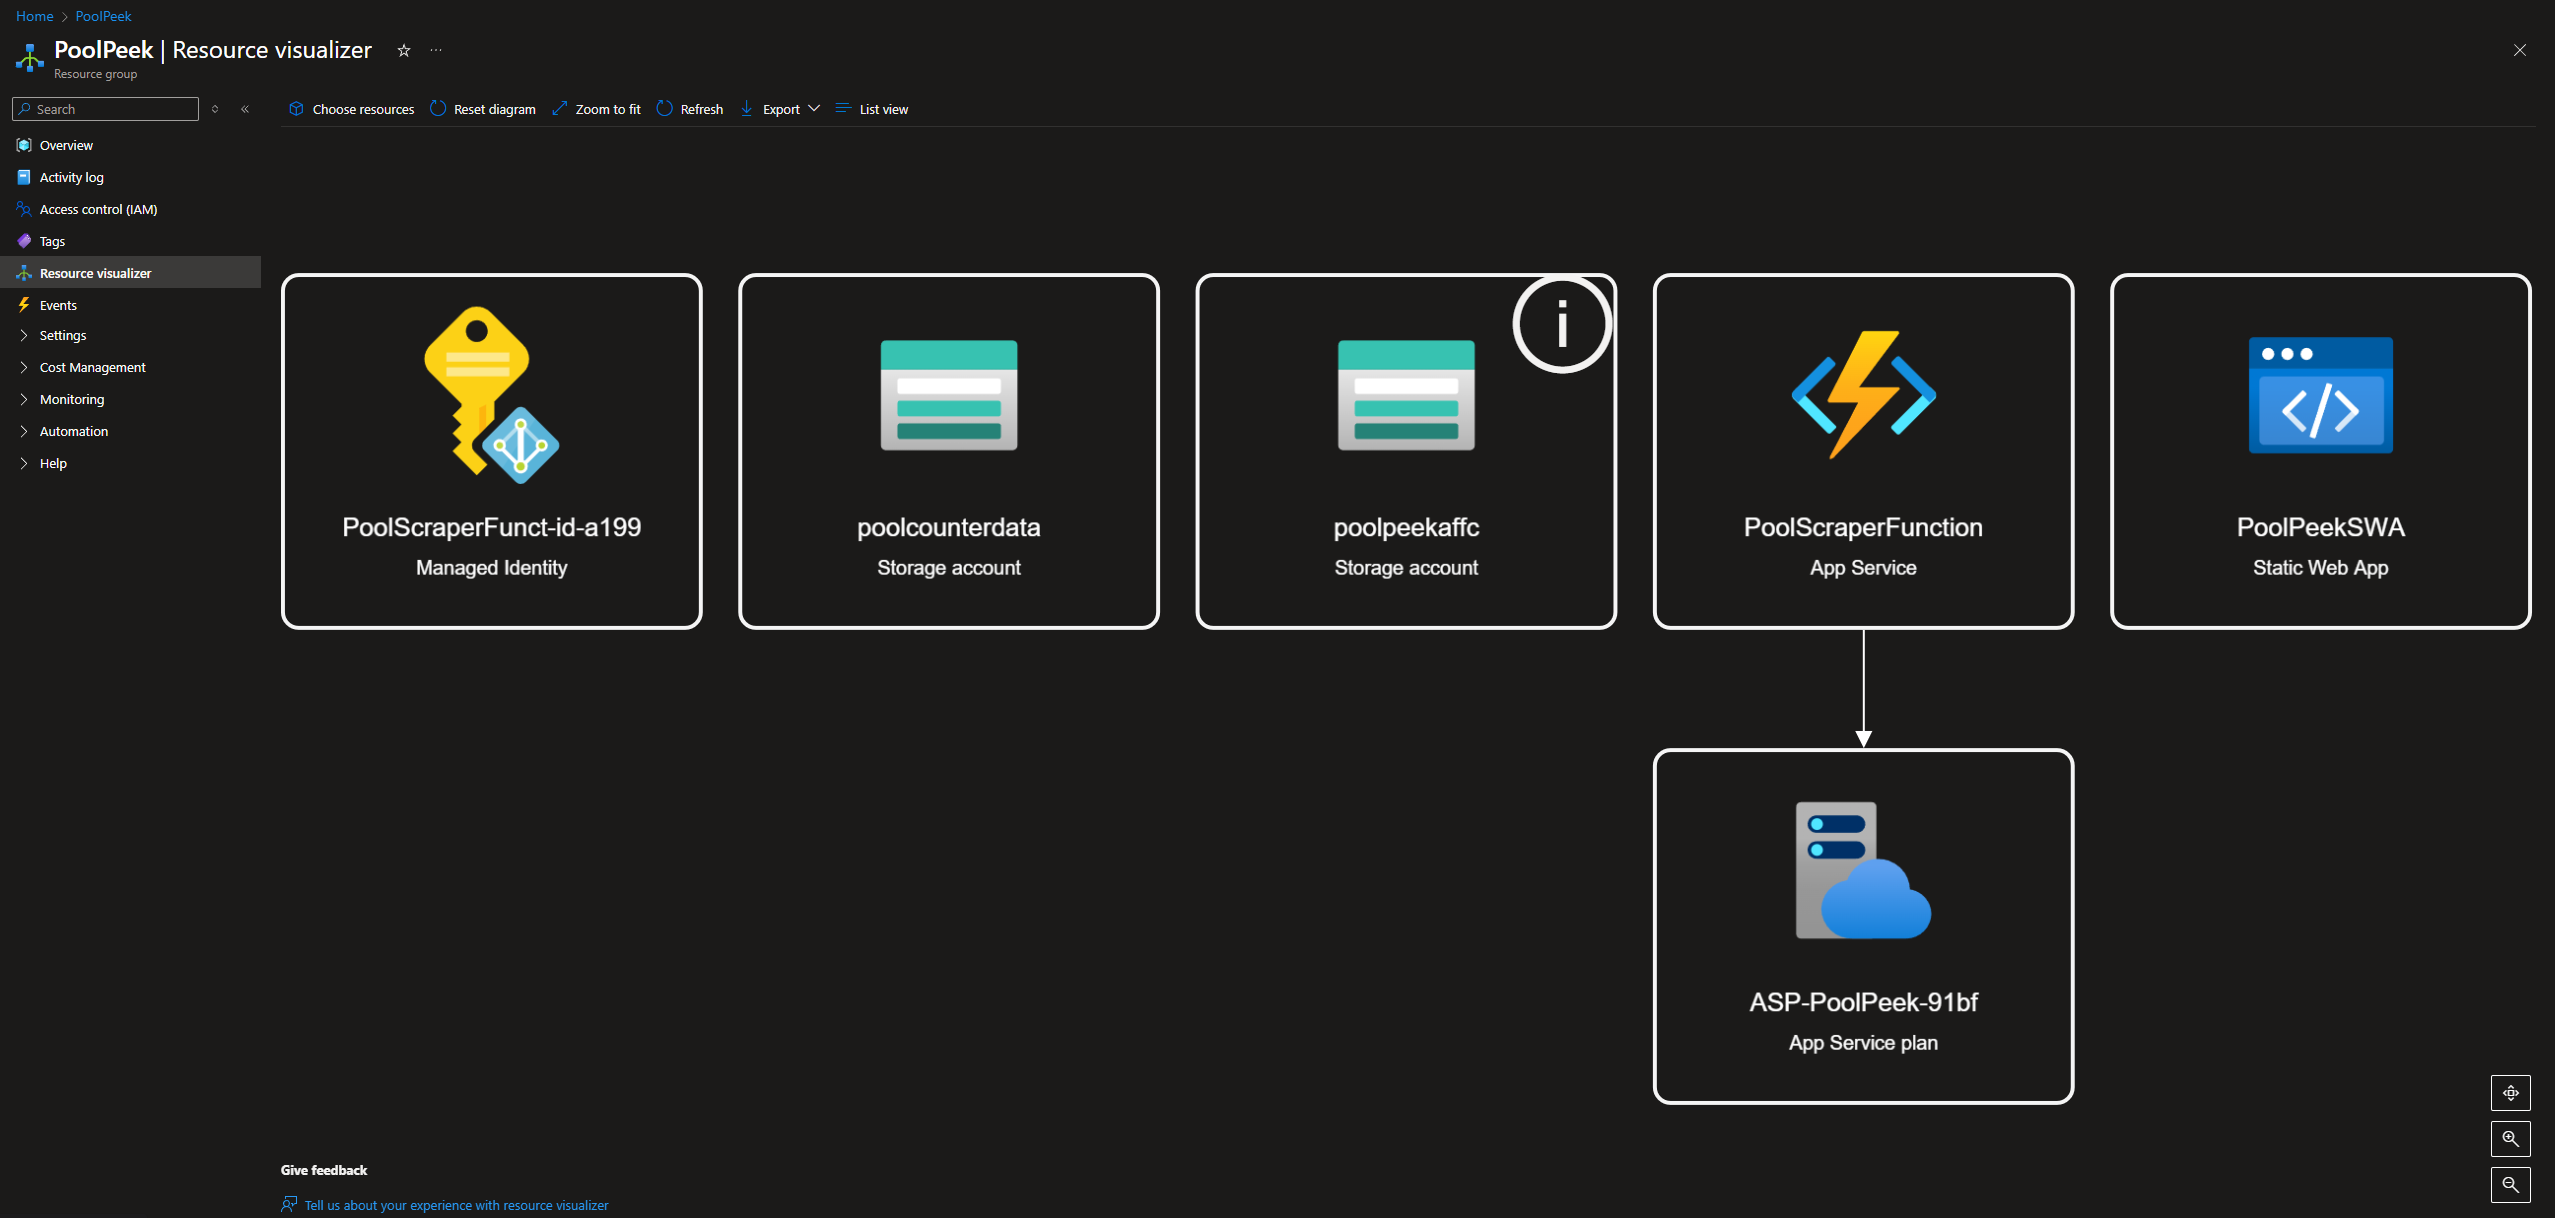 Home > PoolPeek
PoolPeek | Resource visualizer
Resource group
Search
Choose resources
Reset diagram
Zoom to fit
Refresh
Export
List view
Overview
Activity log
Access control (IAM)
Tags
Resource visualizer
Events
Settings
Cost Management
Monitoring
Automation
Help
PoolScraperFunct-id-a199
Managed Identity
poolcounterdata
Storage account
poolpeekaffc
Storage account
PoolScraperFunction
App Service
PoolPeekSWA
Static Web App
ASP-PoolPeek-91bf
App Service plan
Give feedback
Tell us about your experience with resource visualizer